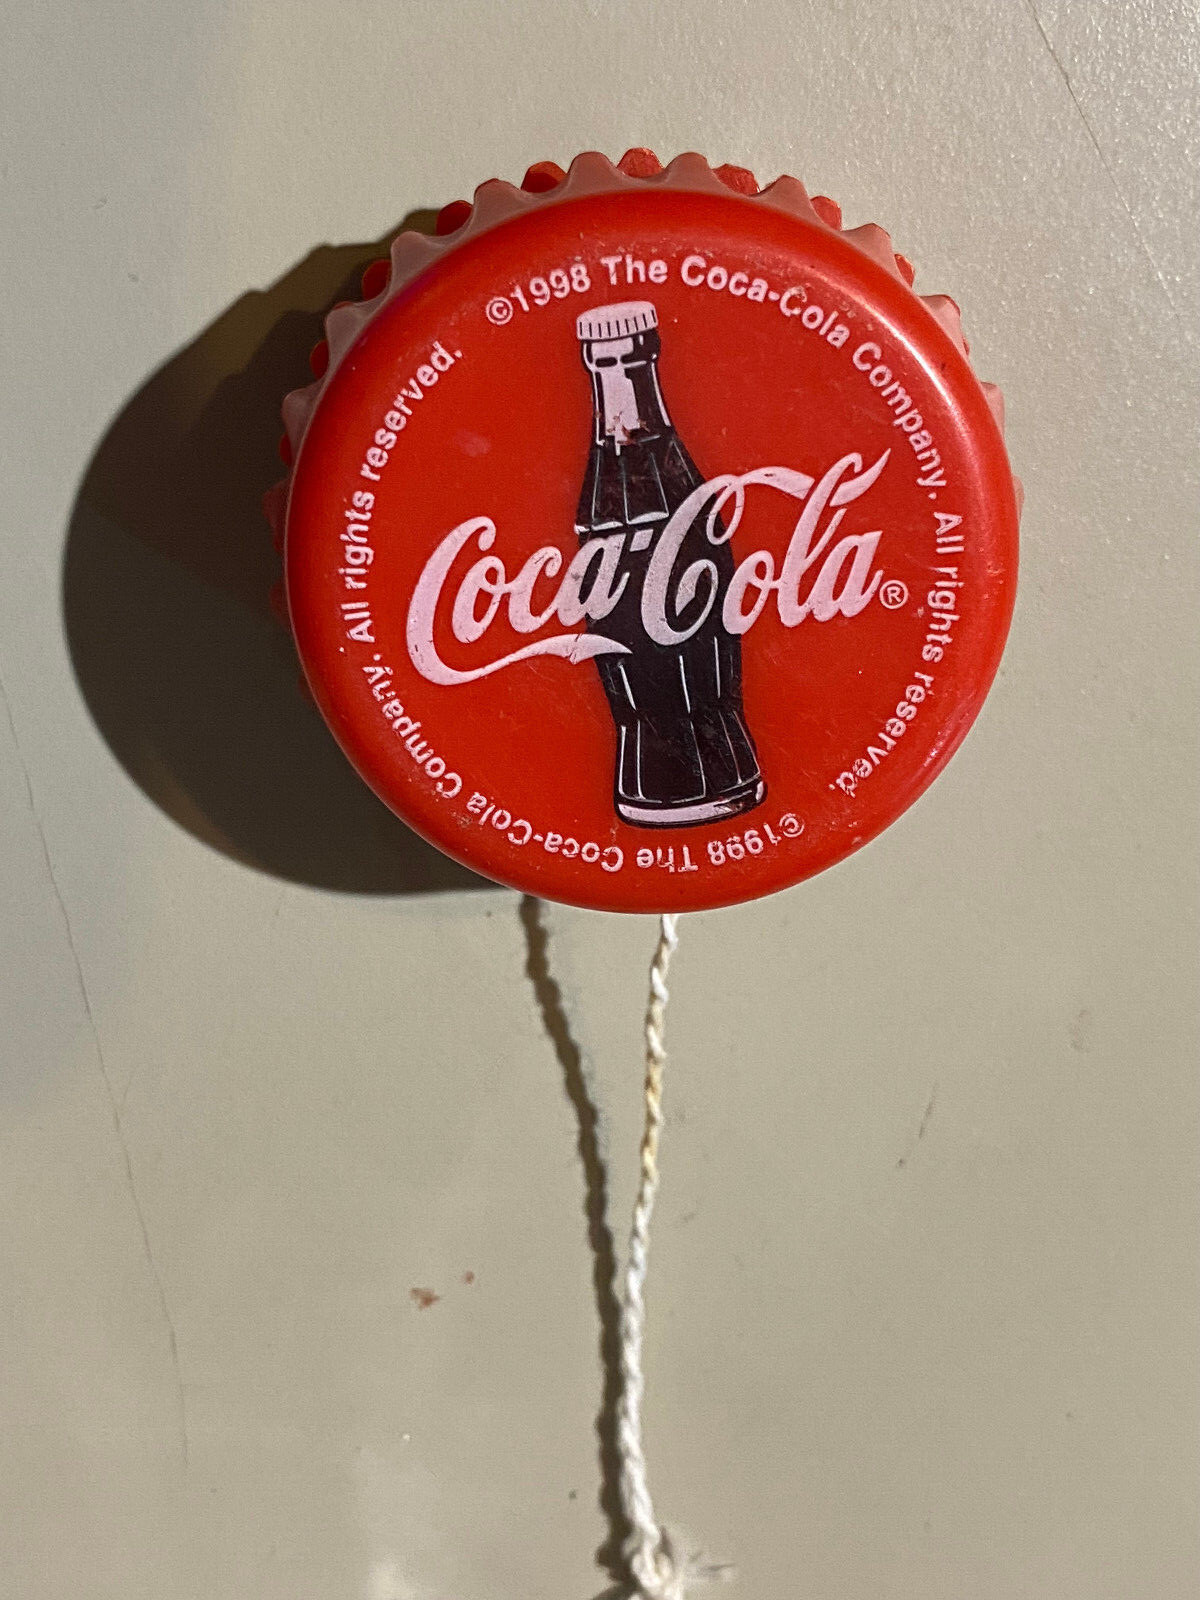 ©1998 The Coca-Cola Company. All rights reserved.
Coca-Cola®
©1998 The Coca-Cola Company. All rights reserved.